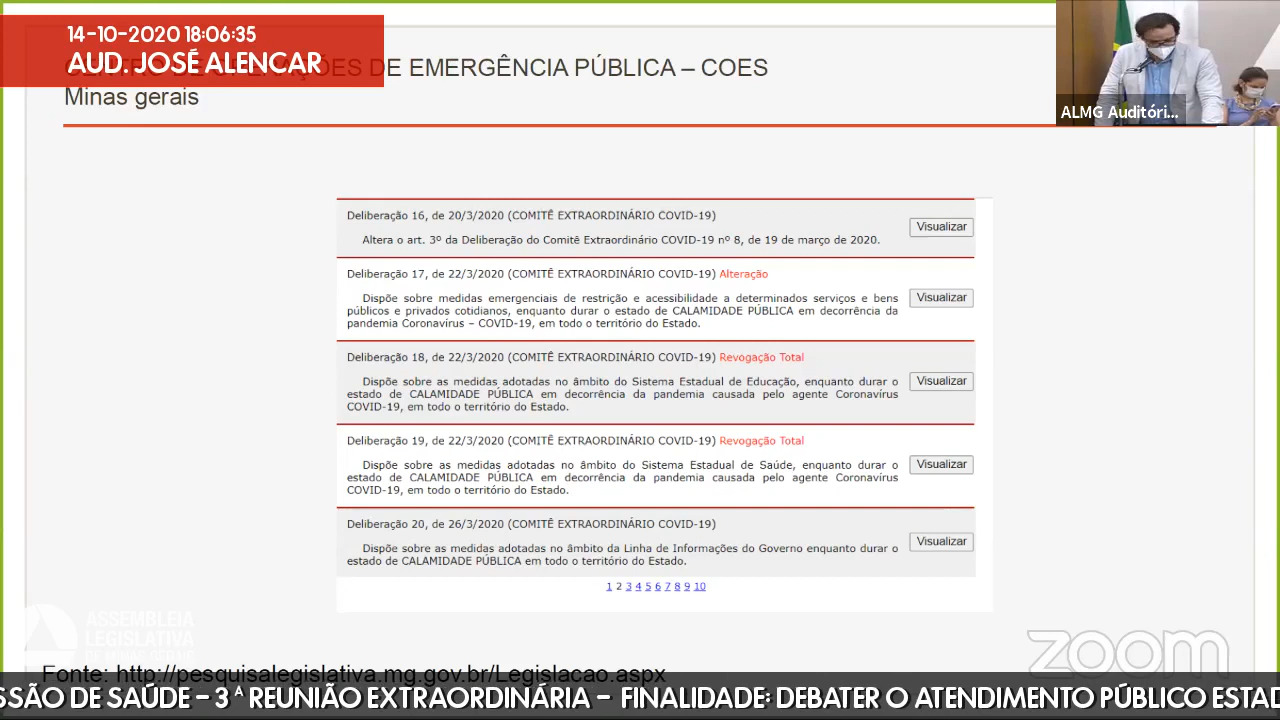 14-10-2020 18:06:35
AUD. JOSÉ ALENCAR
DE EMERGÊNCIA PÚBLICA – COES
Minas gerais
ALMG Auditóri...
Deliberação 16, de 20/3/2020 (COMITÊ EXTRAORDINÁRIO COVID-19)
Visualizar
Altera o art. 3º da Deliberação do Comitê Extraordinário COVID-19 nº 8, de 19 de março de 2020.
Deliberação 17, de 22/3/2020 (COMITÊ EXTRAORDINÁRIO COVID-19) Alteração
Dispõe sobre medidas emergenciais de restrição e acessibilidade a determinados serviços e bens
Visualizar
públicos e privados cotidianos, enquanto durar o estado de CALAMIDADE PÚBLICA em decorrência da
pandemia Coronavírus – COVID-19, em todo o território do Estado.
Deliberação 18, de 22/3/2020 (COMITÊ EXTRAORDINÁRIO COVID-19) Revogação Total
Dispõe sobre as medidas adotadas no âmbito do Sistema Estadual de Educação, enquanto durar o
Visualizar
estado de CALAMIDADE PÚBLICA em decorrência da pandemia causada pelo agente Coronavírus
COVID-19, em todo o território do Estado.
Deliberação 19, de 22/3/2020 (COMITÊ EXTRAORDINÁRIO COVID-19) Revogação Total
Dispõe sobre as medidas adotadas no âmbito do Sistema Estadual de Saúde, enquanto durar o
Visualizar
estado de CALAMIDADE PÚBLICA em decorrência da pandemia causada pelo agente Coronavírus
COVID-19, em todo o território do Estado.
Deliberação 20, de 26/3/2020 (COMITÊ EXTRAORDINÁRIO COVID-19)
Visualizar
Dispõe sobre as medidas adotadas no âmbito da Linha de Informações do Governo enquanto durar o
estado de CALAMIDADE PÚBLICA em todo o território do Estado.
1 2 3 4 5 6 7 8 9 10
ASSEMBLEIA
LEGISLATIVA
DE MINAS GERAIS
zoom
Fonte: http://pesquisalegislativa.mg.gov.br/Legislacao.aspx
SSÃO DE SAÚDE – 3ª REUNIÃO EXTRAORDINÁRIA – FINALIDADE: DEBATER O ATENDIMENTO PÚBLICO ESTAD